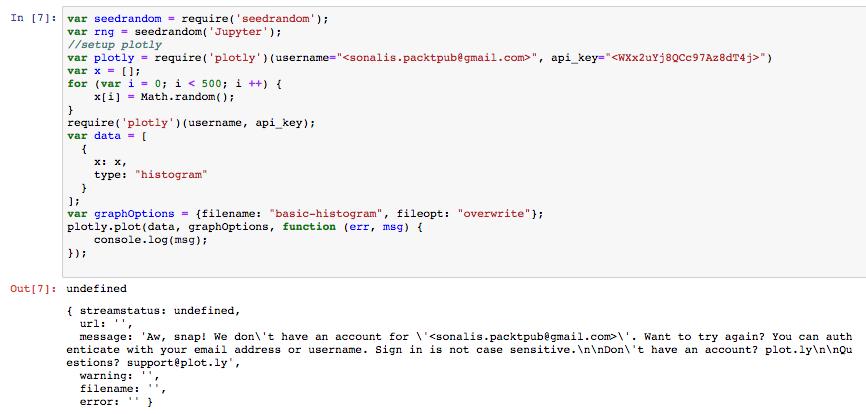 In [7]: var seedrandom = require('seedrandom');
var rng = seedrandom('Jupyter');
//setup plotly
var plotly = require('plotly')(username="<sonalis.packtpub@gmail.com>", api_key="<WXx2uYj8QCc97Az8dT4j>")
var x = [];
for (var i = 0; i < 500; i ++) {
    x[i] = Math.random();
}
require('plotly')(username, api_key);
var data = [
  {
    x: x,
    type: "histogram"
  }
];
var graphOptions = {filename: "basic-histogram", fileopt: "overwrite"};
plotly.plot(data, graphOptions, function (err, msg) {
    console.log(msg);
});
Out[7]: undefined
{ streamstatus: undefined,
  url: '',
  message: 'Aw, snap! We don\'t have an account for \'<sonalis.packtpub@gmail.com>\'. Want to try again? You can auth
enticate with your email address or username. Sign in is not case sensitive.\n\nDon\'t have an account? plot.ly\n\nQu
estions? support@plot.ly',
  warning: '',
  filename: '',
  error: '' }